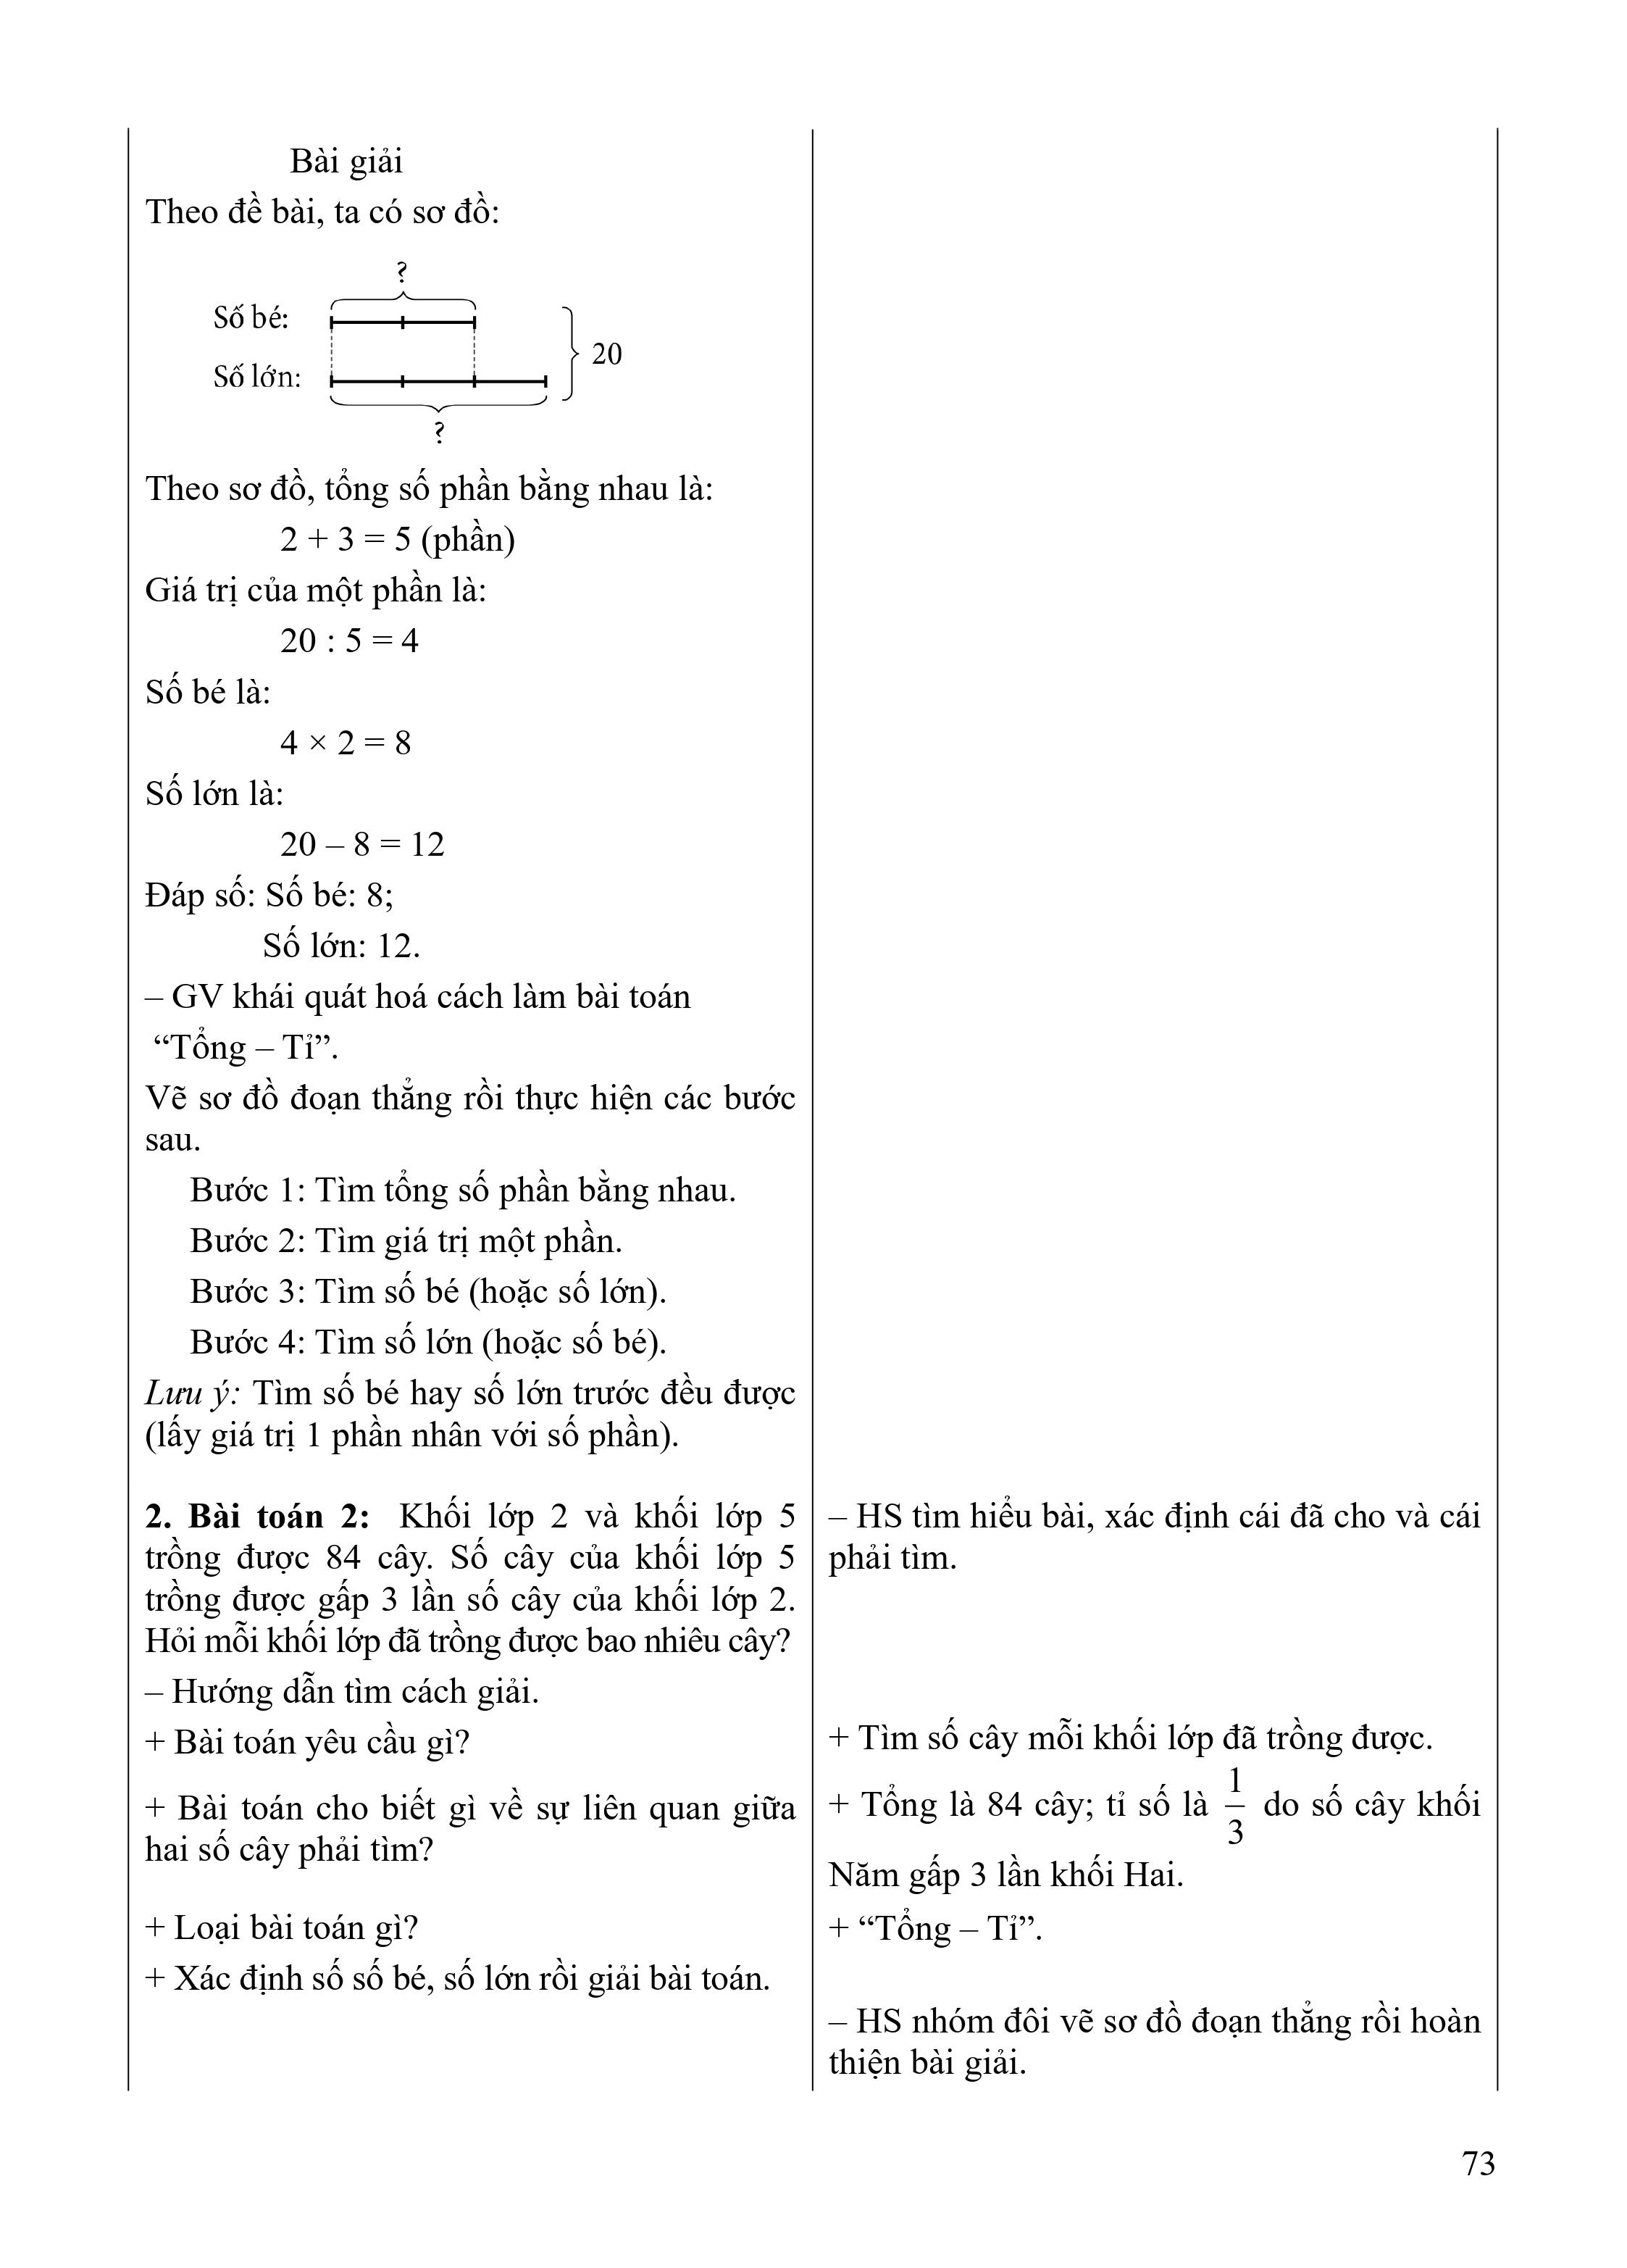 Bài giải
Theo đề bài, ta có sơ đồ:
?
Số bé:
20
Số lớn:
?
Theo sơ đồ, tổng số phần bằng nhau là:
2 + 3 = 5 (phần)
Giá trị của một phần là:
20 : 5 = 4
Số bé là:
4 × 2 = 8
Số lớn là:
20 – 8 = 12
Đáp số: Số bé: 8;
Số lớn: 12.
– GV khái quát hoá cách làm bài toán
“Tổng – Tỉ”.
Vẽ sơ đồ đoạn thẳng rồi thực hiện các bước
sau.
Bước 1: Tìm tổng số phần bằng nhau.
Bước 2: Tìm giá trị một phần.
Bước 3: Tìm số bé (hoặc số lớn).
Bước 4: Tìm số lớn (hoặc số bé).
Lưu ý: Tìm số bé hay số lớn trước đều được
(lấy giá trị 1 phần nhân với số phần).
2. Bài toán 2: Khối lớp 2 và khối lớp 5
trồng được 84 cây. Số cây của khối lớp 5
trồng được gấp 3 lần số cây của khối lớp 2.
Hỏi mỗi khối lớp đã trồng được bao nhiêu cây?
– Hướng dẫn tìm cách giải.
+ Bài toán yêu cầu gì?
+ Bài toán cho biết gì về sự liên quan giữa
hai số cây phải tìm?
+ Loại bài toán gì?
+ Xác định số số bé, số lớn rồi giải bài toán.
– HS tìm hiểu bài, xác định cái đã cho và cái
phải tìm.
+ Tìm số cây mỗi khối lớp đã trồng được.
+ Tổng là 84 cây; tỉ số là 1/3 do số cây khối
Năm gấp 3 lần khối Hai.
+ “Tổng – Tỉ”.
– HS nhóm đôi vẽ sơ đồ đoạn thẳng rồi hoàn
thiện bài giải.
73